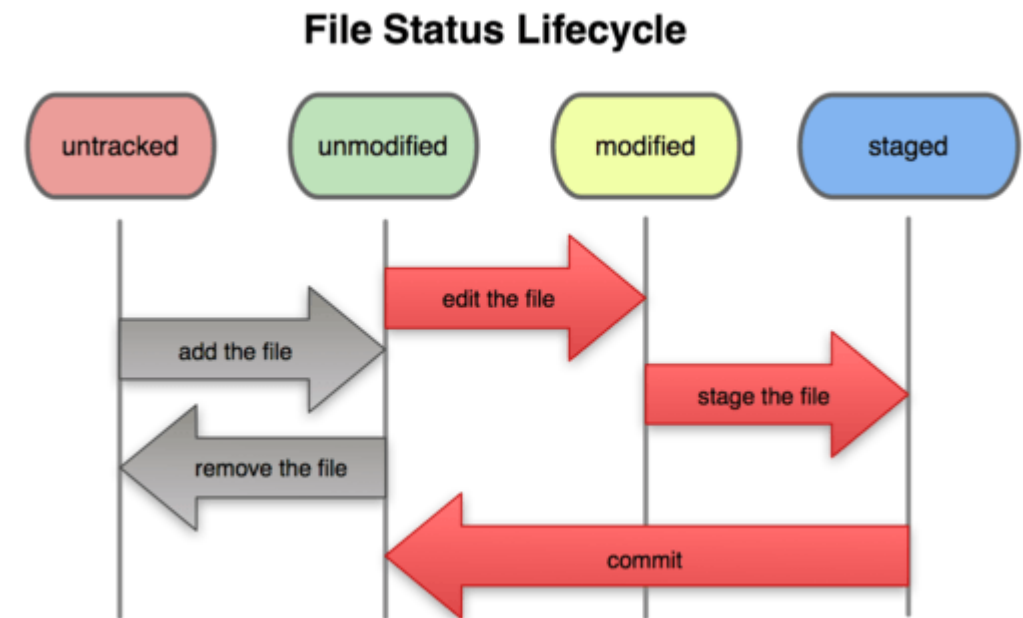 File Status Lifecycle
untracked
unmodified
modified
staged
edit the file
add the file
stage the file
remove the file
commit